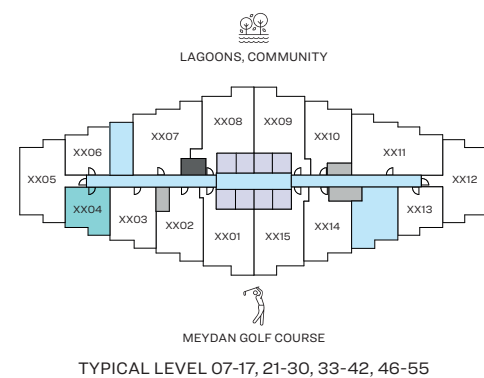 LAGOONS, COMMUNITY
XX08 XX09
XX07 XX10
XX06 XX11
XX05 XX12
XX04 XX13
XX03 XX02 XX14
XX01 XX15
MEYDAN GOLF COURSE
TYPICAL LEVEL 07-17, 21-30, 33-42, 46-55